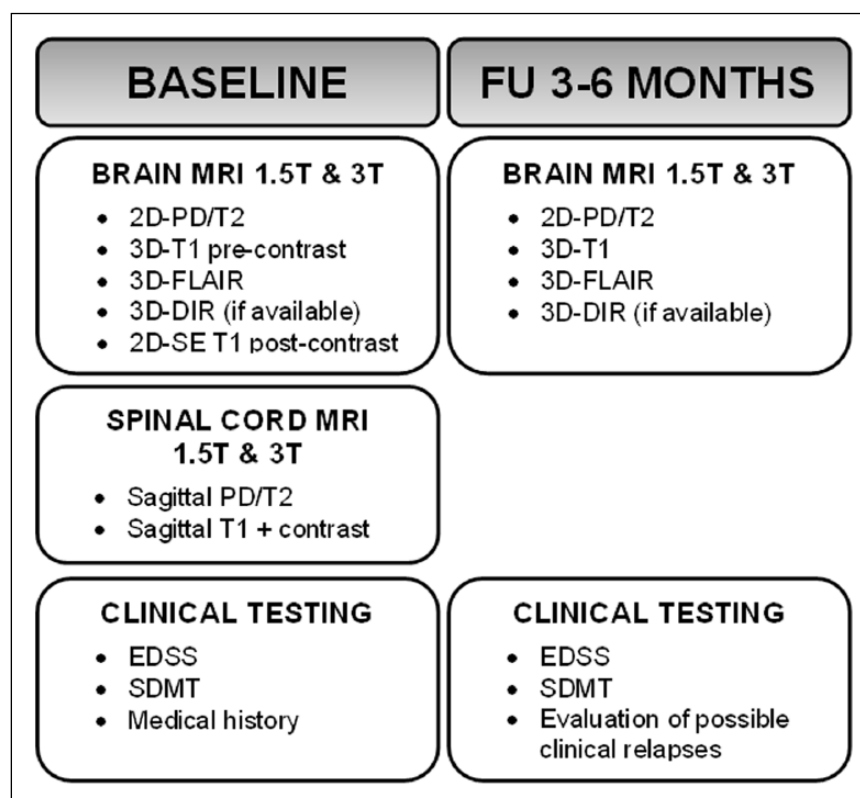 BASELINE
BRAIN MRI 1.5T & 3T
• 2D-PD/T2
• 3D-T1 pre-contrast
• 3D-FLAIR
• 3D-DIR (if available)
• 2D-SE T1 post-contrast
SPINAL CORD MRI
1.5T & 3T
• Sagittal PD/T2
• Sagittal T1 + contrast
CLINICAL TESTING
• EDSS
• SDMT
• Medical history
FU 3-6 MONTHS
BRAIN MRI 1.5T & 3T
• 2D-PD/T2
• 3D-T1
• 3D-FLAIR
• 3D-DIR (if available)
CLINICAL TESTING
• EDSS
• SDMT
• Evaluation of possible
clinical relapses